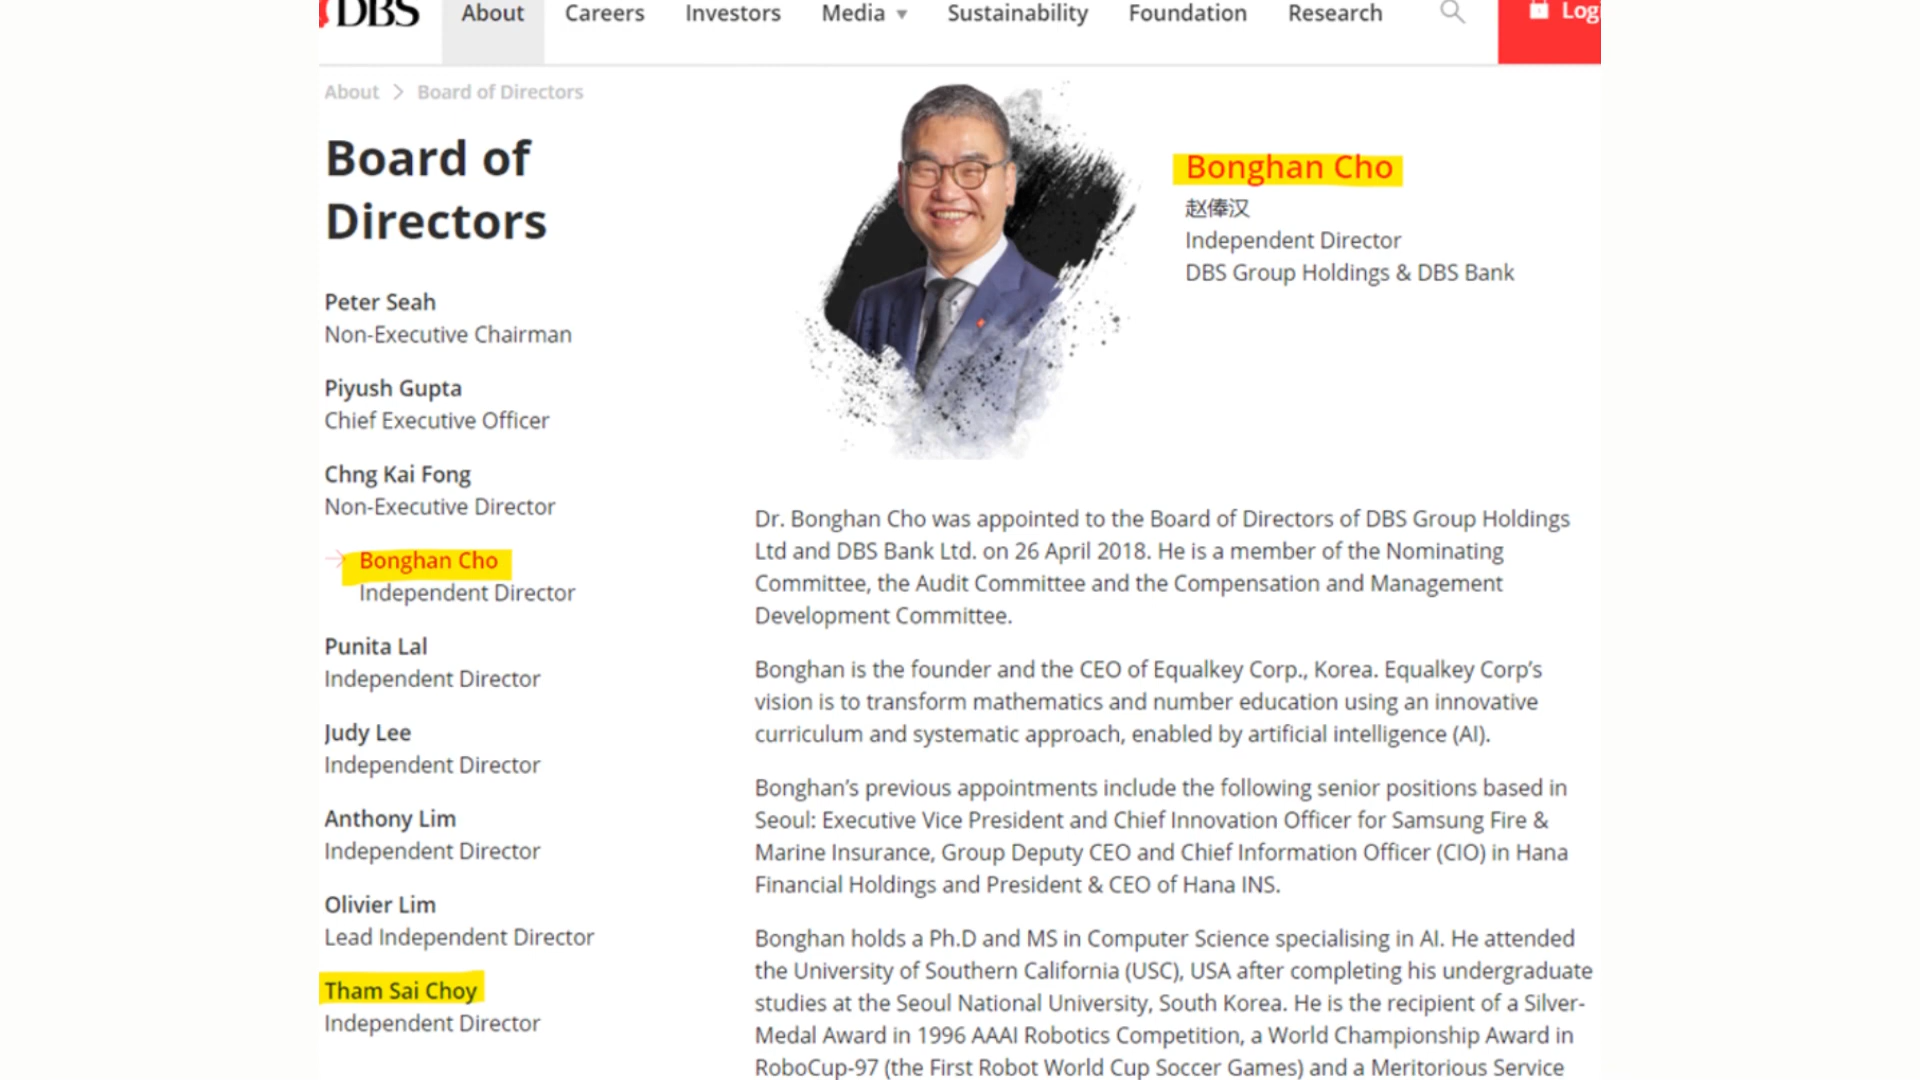 DBS
About
Careers
Investors
Media
Sustainability
Foundation
Research
About > Board of Directors
Board of
Directors
Peter Seah
Non-Executive Chairman
Piyush Gupta
Chief Executive Officer
Chng Kai Fong
Non-Executive Director
Bonghan Cho
Independent Director
Punita Lal
Independent Director
Judy Lee
Independent Director
Anthony Lim
Independent Director
Olivier Lim
Lead Independent Director
Tham Sai Choy
Independent Director
Bonghan Cho
赵俸汉
Independent Director
DBS Group Holdings & DBS Bank
Dr. Bonghan Cho was appointed to the Board of Directors of DBS Group Holdings
Ltd and DBS Bank Ltd. on 26 April 2018. He is a member of the Nominating
Committee, the Audit Committee and the Compensation and Management
Development Committee.
Bonghan is the founder and the CEO of Equalkey Corp., Korea. Equalkey Corp’s
vision is to transform mathematics and number education using an innovative
curriculum and systematic approach, enabled by artificial intelligence (AI).
Bonghan’s previous appointments include the following senior positions based in
Seoul: Executive Vice President and Chief Innovation Officer for Samsung Fire &
Marine Insurance, Group Deputy CEO and Chief Information Officer (CIO) in Hana
Financial Holdings and President & CEO of Hana INS.
Bonghan holds a Ph.D and MS in Computer Science specialising in AI. He attended
the University of Southern California (USC), USA after completing his undergraduate
studies at the Seoul National University, South Korea. He is the recipient of a Silver-
Medal Award in 1996 AAAI Robotics Competition, a World Championship Award in
RoboCup-97 (the First Robot World Cup Soccer Games) and a Meritorious Service